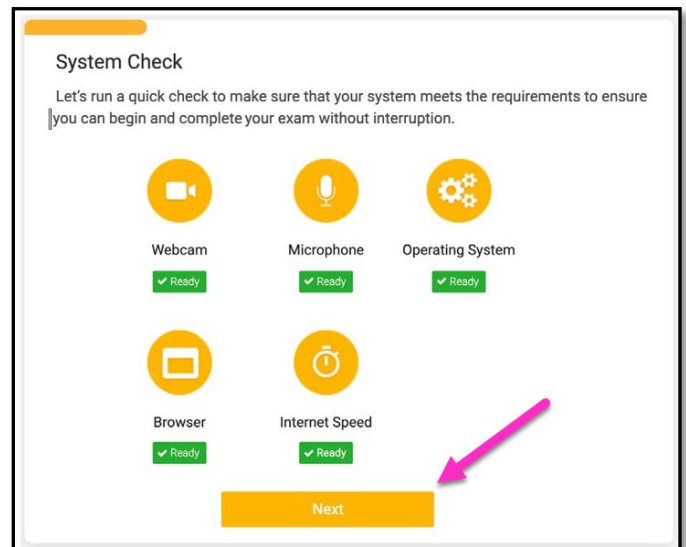 System Check
Let's run a quick check to make sure that your system meets the requirements to ensure
you can begin and complete your exam without interruption.
Webcam Microphone Operating System
Ready Ready Ready
Browser Internet Speed
Ready Ready
Next